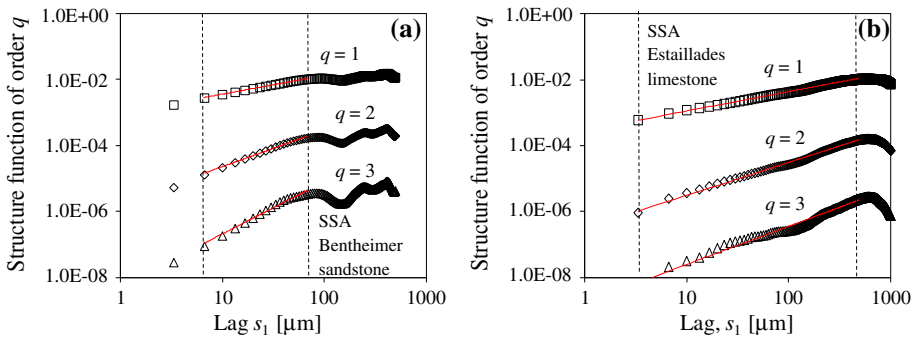 (a)
Structure function of order q
1.0E+00
1.0E-02
1.0E-04
1.0E-06
1.0E-08
q = 1
q = 2
q = 3
SSA
Bentheimer
sandstone
1
10
100
1000
Lag s1 [μm]
(b)
Structure function of order q
1.0E+00
1.0E-02
1.0E-04
1.0E-06
1.0E-08
SSA
Estaillades
limestone
q = 1
q = 2
q = 3
1
10
100
1000
Lag, s1 [μm]